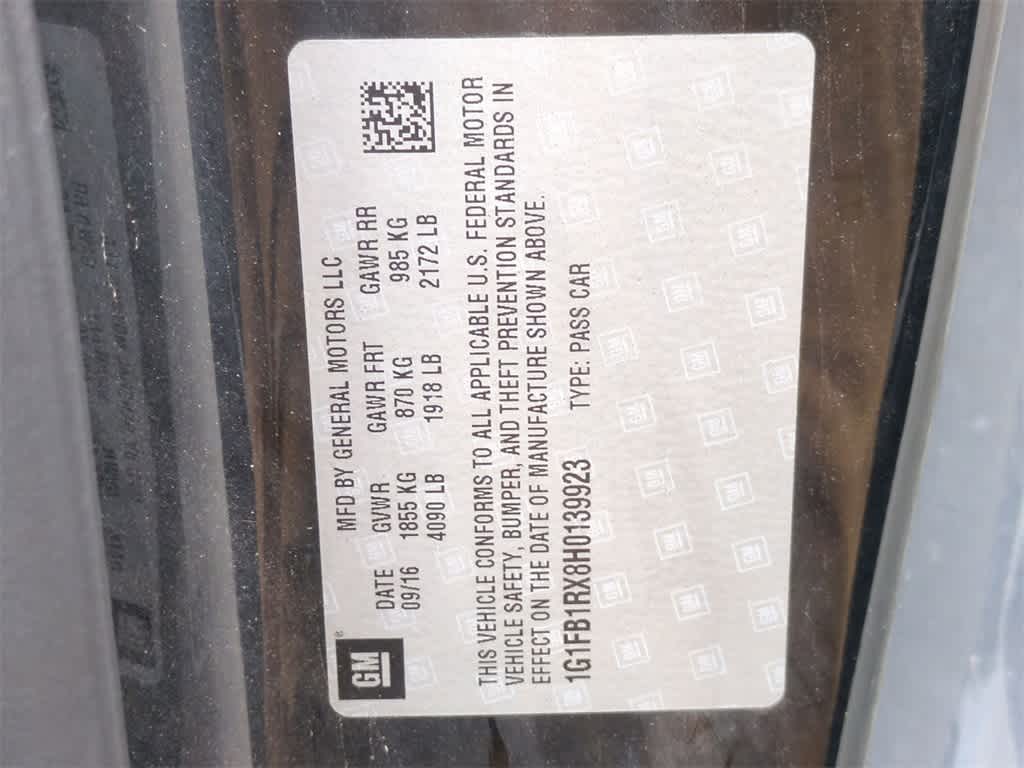 MFD BY GENERAL MOTORS LLC
DATE GVWR GAWR FRT GAWR RR
09/16 1855 KG 870 KG 985 KG
4090 LB 1918 LB 2172 LB
GM
THIS VEHICLE CONFORMS TO ALL APPLICABLE U.S. FEDERAL MOTOR
VEHICLE SAFETY, BUMPER, AND THEFT PREVENTION STANDARDS IN
EFFECT ON THE DATE OF MANUFACTURE SHOWN ABOVE.
1G1FB1RX8H0139923 TYPE: PASS CAR